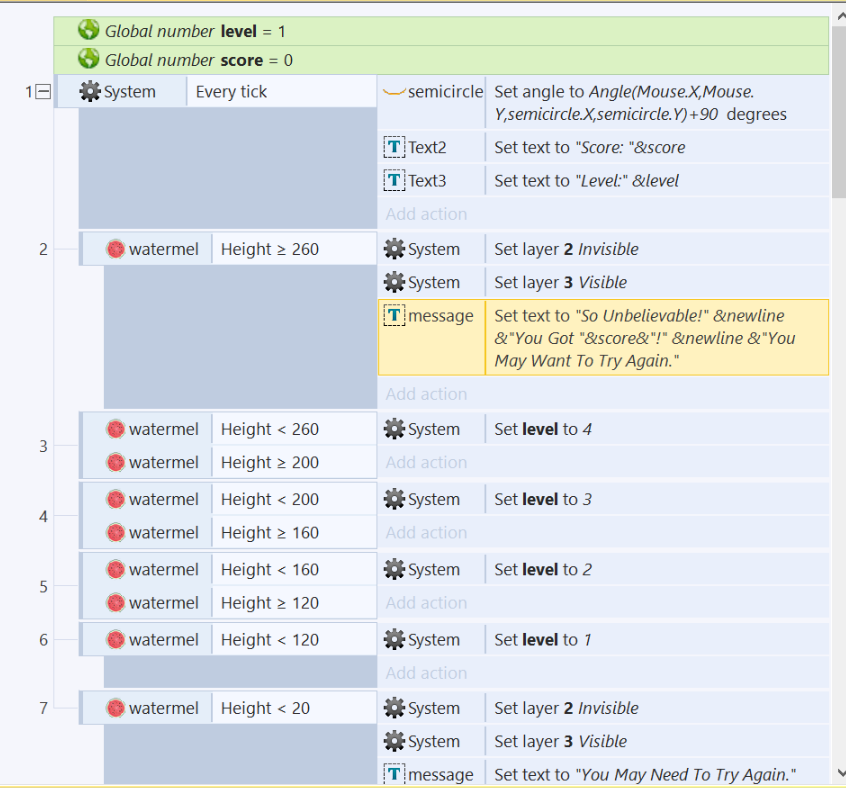 Global number level = 1
Global number score = 0
1 System Every tick semicircle Set angle to Angle(Mouse.X,Mouse.
Y,semicircle.X,semicircle.Y)+90 degrees
Text2 Set text to "Score: "&score
Text3 Set text to "Level:" &level
Add action
2 watermel Height ≥ 260 System Set layer 2 Invisible
System Set layer 3 Visible
message Set text to "So Unbelievable!" &newline
&"You Got "&score&"!" &newline &"You
May Want To Try Again."
Add action
3 watermel Height < 260 System Set level to 4
watermel Height ≥ 200 Add action
4 watermel Height < 200 System Set level to 3
watermel Height ≥ 160 Add action
5 watermel Height < 160 System Set level to 2
watermel Height ≥ 120 Add action
6 watermel Height < 120 System Set level to 1
Add action
7 watermel Height < 20 System Set layer 2 Invisible
System Set layer 3 Visible
message Set text to "You May Need To Try Again."